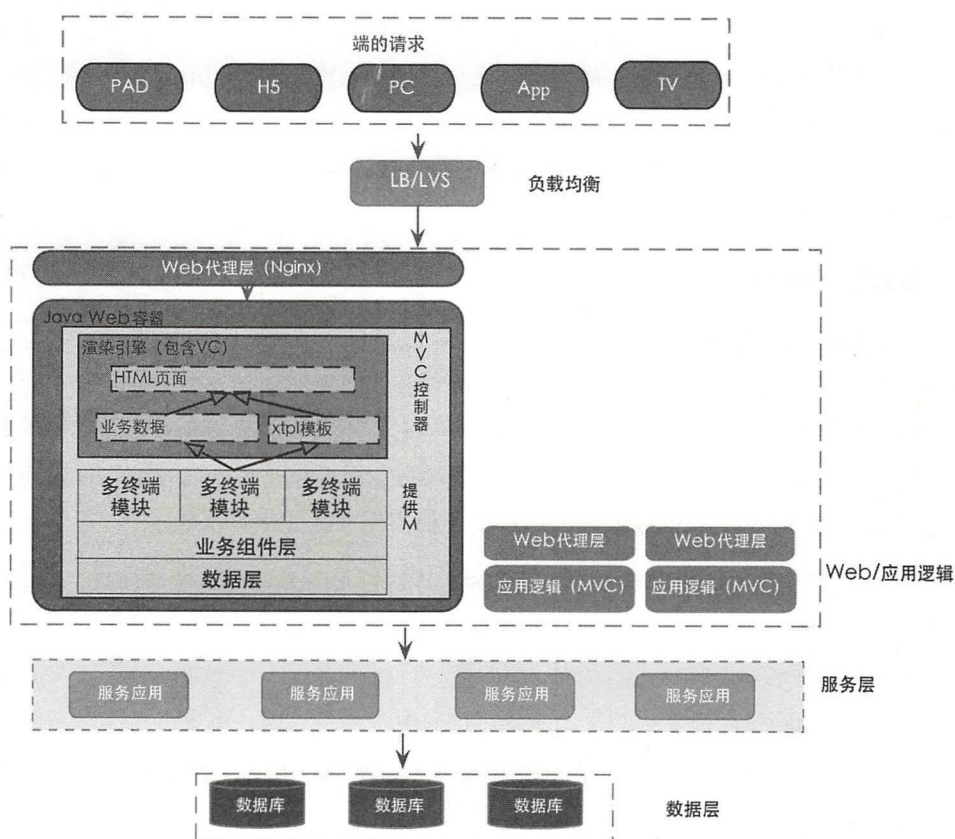 端的请求
PAD
H5
PC
App
TV
LB/LVS
负载均衡
Web代理层（Nginx）
Java Web容器
渲染引擎（包含VC）
HTML页面
业务数据
xtpl模板
MVC控制器
提供M
多终端
模块
多终端
模块
多终端
模块
业务组件层
数据层
Web代理层
Web代理层
应用逻辑（MVC）
应用逻辑（MVC）
Web/应用逻辑
服务应用
服务应用
服务应用
服务应用
服务层
数据库
数据库
数据库
数据层